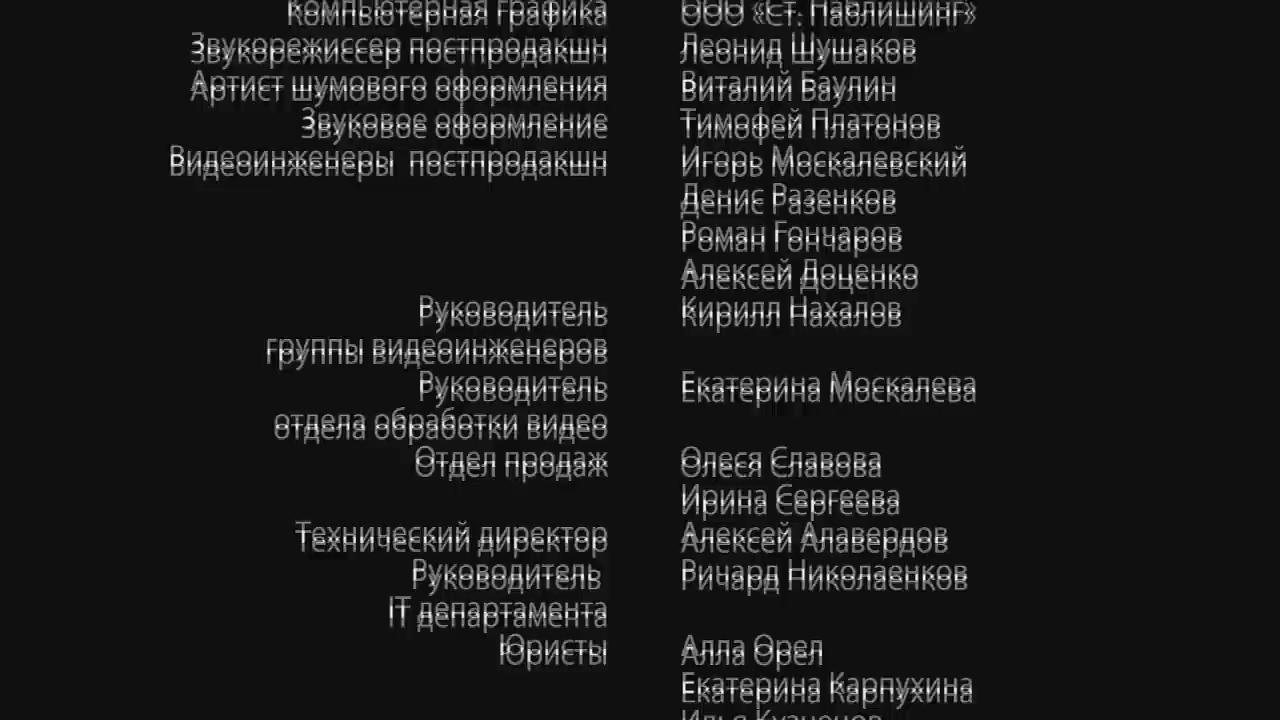 Компьютерная графика ООО «Ст. Паблишинг»
Звукорежиссер постпродакшн Леонид Шушаков
Артист шумового оформления Виталий Баулин
Звуковое оформление Тимофей Платонов
Видеоинженеры постпродакшн Игорь Москалевский
Денис Разенков
Роман Гончаров
Алексей Доценко
Руководитель Кирилл Нахалов
группы видеоинженеров
Руководитель Екатерина Москалева
отдела обработки видео
Отдел продаж Олеся Славова
Ирина Сергеева
Технический директор Алексей Алавердов
Руководитель Ричард Николаенков
IT департамента
Юристы Алла Орел
Екатерина Карпухина
Илья Кузнецов